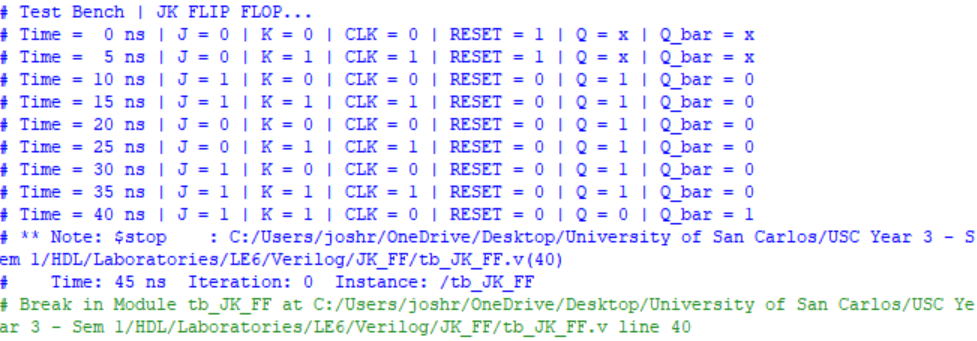 # Test Bench | JK FLIP FLOP...
# Time =  0 ns | J = 0 | K = 0 | CLK = 0 | RESET = 1 | Q = x | Q_bar = x
# Time =  5 ns | J = 0 | K = 1 | CLK = 1 | RESET = 1 | Q = x | Q_bar = x
# Time = 10 ns | J = 1 | K = 0 | CLK = 0 | RESET = 0 | Q = 1 | Q_bar = 0
# Time = 15 ns | J = 1 | K = 1 | CLK = 1 | RESET = 0 | Q = 1 | Q_bar = 0
# Time = 20 ns | J = 0 | K = 0 | CLK = 0 | RESET = 0 | Q = 1 | Q_bar = 0
# Time = 25 ns | J = 0 | K = 1 | CLK = 1 | RESET = 0 | Q = 1 | Q_bar = 0
# Time = 30 ns | J = 1 | K = 0 | CLK = 0 | RESET = 0 | Q = 1 | Q_bar = 0
# Time = 35 ns | J = 1 | K = 1 | CLK = 1 | RESET = 0 | Q = 1 | Q_bar = 0
# Time = 40 ns | J = 1 | K = 1 | CLK = 0 | RESET = 0 | Q = 0 | Q_bar = 1
# ** Note: $stop    : C:/Users/joshr/OneDrive/Desktop/University of San Carlos/USC Year 3 - S
em 1/HDL/Laboratories/LE6/Verilog/JK_FF/tb_JK_FF.v(40)
#    Time: 45 ns  Iteration: 0  Instance: /tb_JK_FF
# Break in Module tb_JK_FF at C:/Users/joshr/OneDrive/Desktop/University of San Carlos/USC Ye
ar 3 - Sem 1/HDL/Laboratories/LE6/Verilog/JK_FF/tb_JK_FF.v line 40